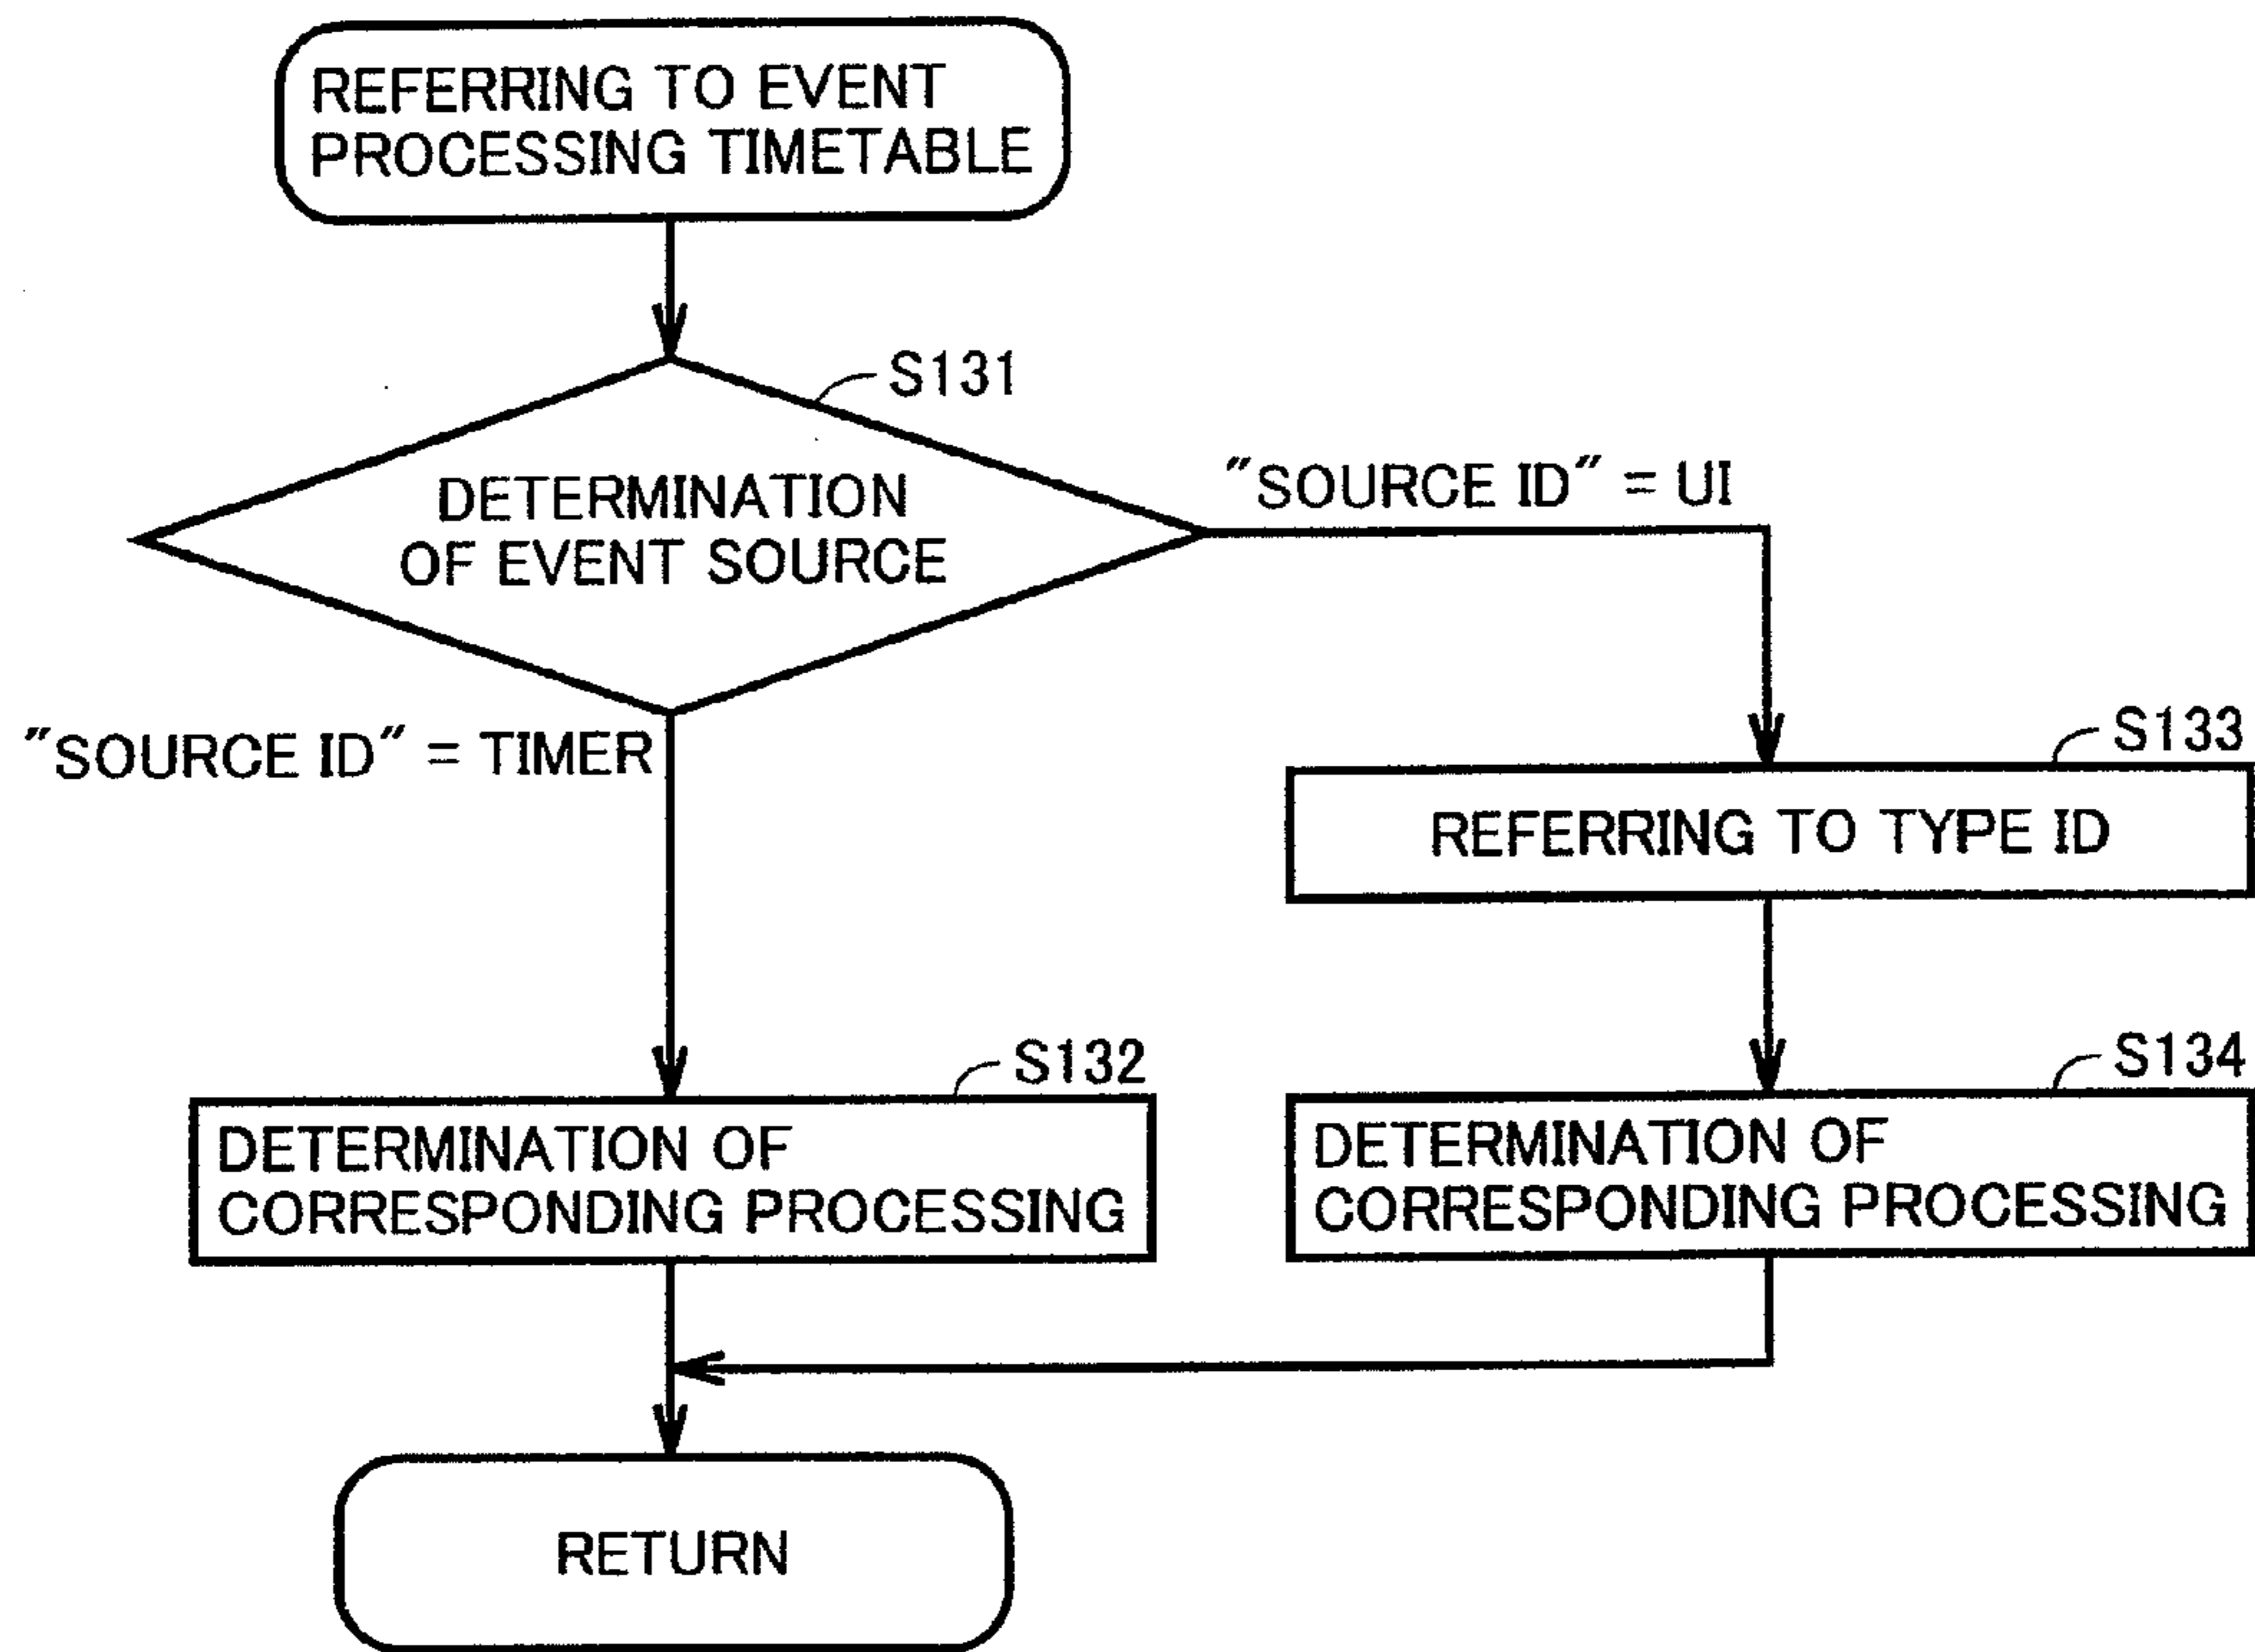 REFERRING TO EVENT
PROCESSING TIMETABLE
S131
DETERMINATION
OF EVENT SOURCE
"SOURCE ID" = UI
"SOURCE ID" = TIMER
S133
REFERRING TO TYPE ID
S132
DETERMINATION OF
CORRESPONDING PROCESSING
S134
DETERMINATION OF
CORRESPONDING PROCESSING
RETURN